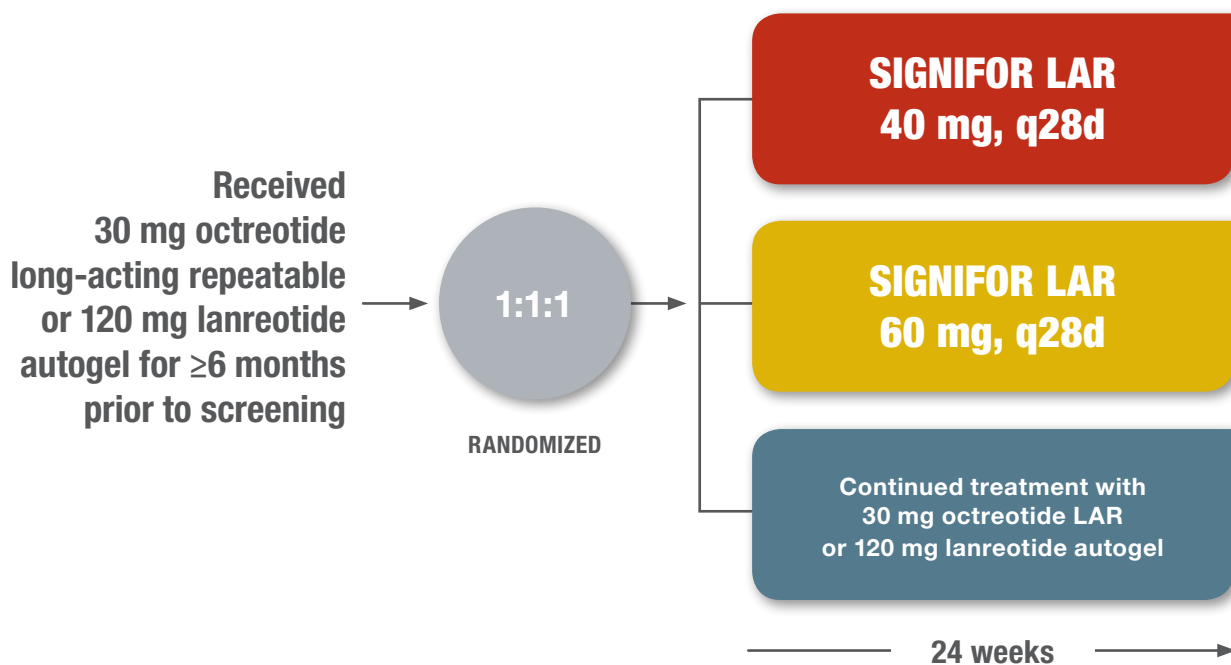 Received
30 mg octreotide
long-acting repeatable
or 120 mg lanreotide
autogel for ≥6 months
prior to screening
1:1:1
RANDOMIZED
SIGNIFOR LAR
40 mg, q28d
SIGNIFOR LAR
60 mg, q28d
Continued treatment with
30 mg octreotide LAR
or 120 mg lanreotide autogel
24 weeks